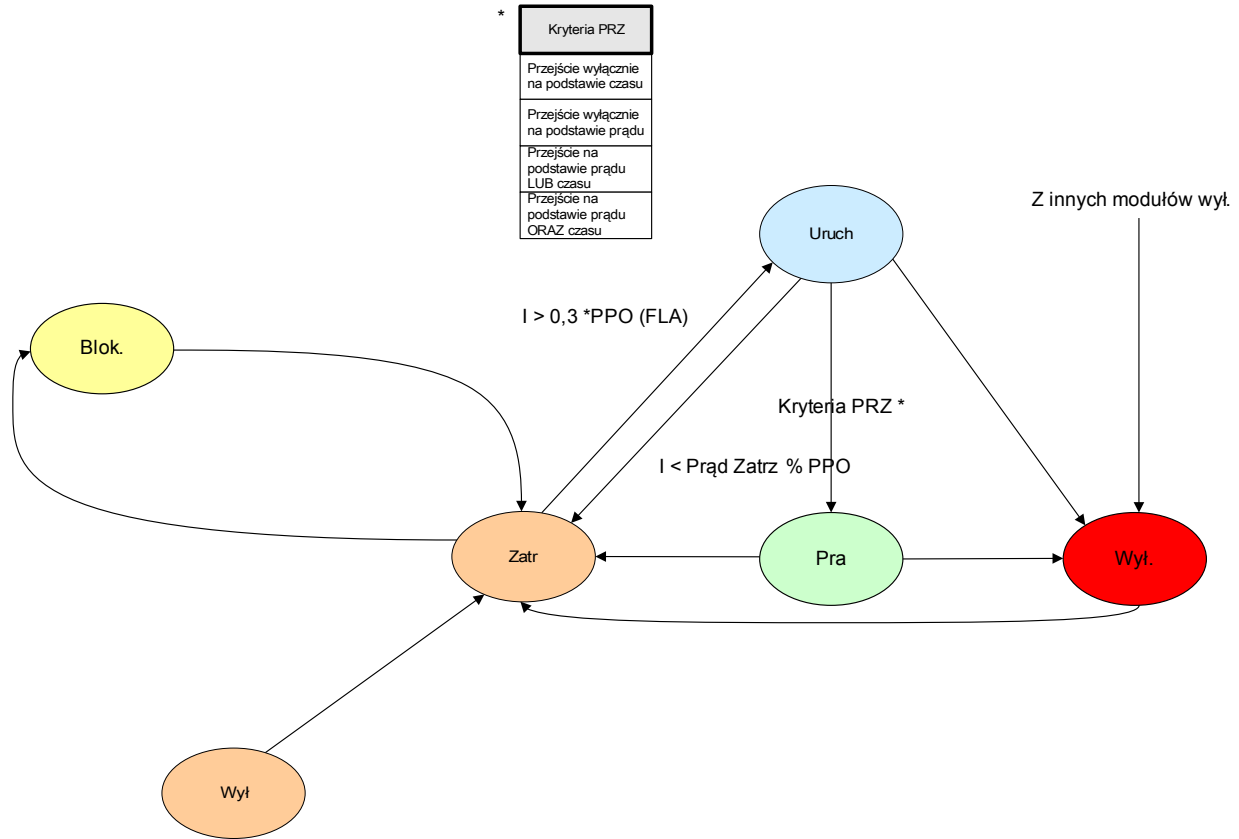 *
Kryteria PRZ
Przejście wyłącznie
na podstawie czasu
Przejście wyłącznie
na podstawie prądu
Przejście na
podstawie prądu
LUB czasu
Przejście na
podstawie prądu
ORAZ czasu
Z innych modułów wył.
Uruch
I > 0,3 *PPO (FLA)
Blok.
Kryteria PRZ *
I < Prąd Zatrz % PPO
Zatr
Pra
Wył.
Wył